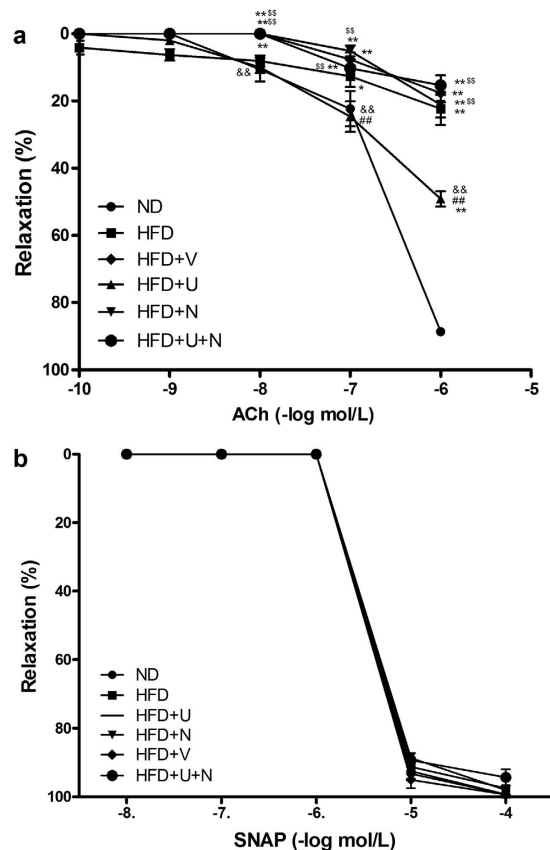 a
0
20
40
60
80
100
Relaxation (%)
** $$
** $$
**
&&
$$
**
**
$$ **
*
&&
##
** $$
**
** $$
**
&&
##
**
ND
HFD
HFD+V
HFD+U
HFD+N
HFD+U+N
-10 -9 -8 -7 -6 -5
ACh (-log mol/L)
b
0
20
40
60
80
100
Relaxation (%)
ND
HFD
HFD+U
HFD+N
HFD+V
HFD+U+N
-8. -7. -6. -5 -4
SNAP (-log mol/L)